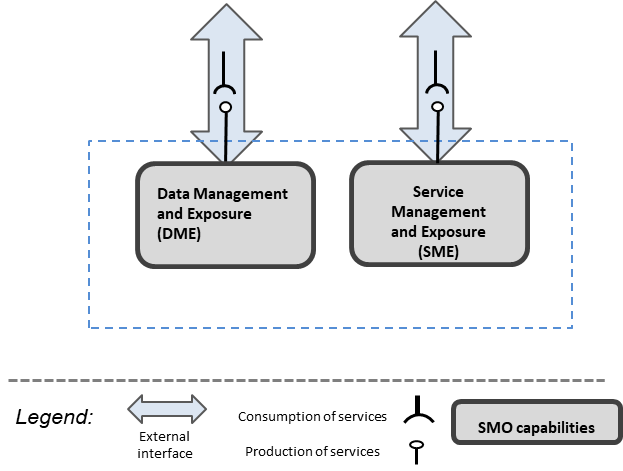 Data Management
and Exposure
(DME)
Service
Management
and Exposure
(SME)
Legend:
External
interface
Consumption of services
Production of services
SMO capabilities